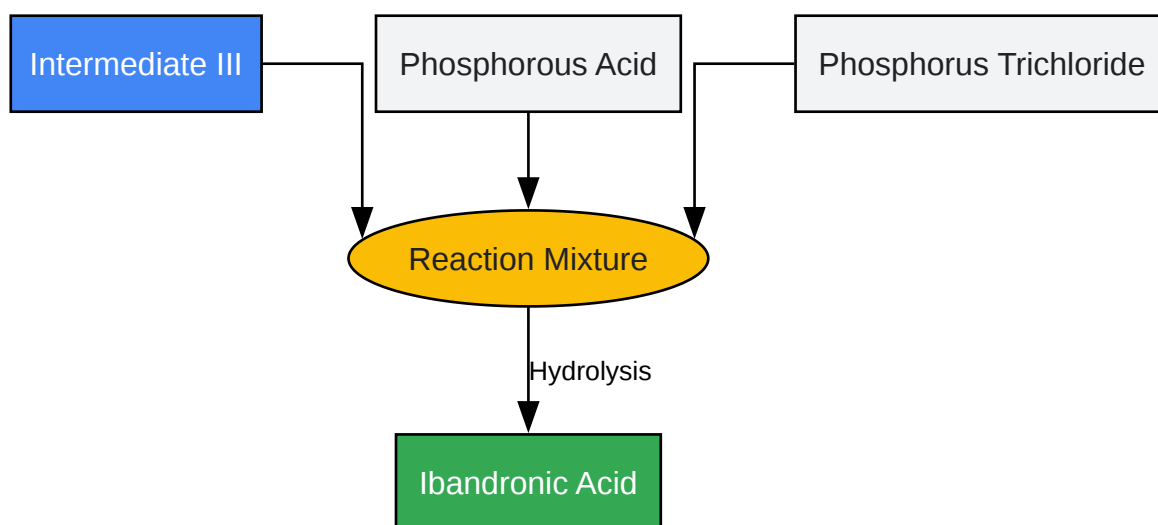 Intermediate III
Phosphorous Acid
Phosphorus Trichloride
Reaction Mixture
Hydrolysis
Ibandronic Acid